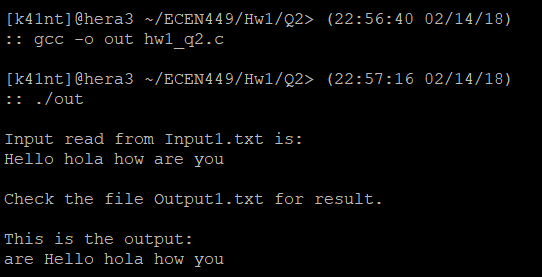 [k41nt]@hera3 ~/ECEN449/Hw1/Q2> (22:56:40 02/14/18)
:: gcc -o out hw1_q2.c
[k41nt]@hera3 ~/ECEN449/Hw1/Q2> (22:57:16 02/14/18)
:: ./out
Input read from Input1.txt is:
Hello hola how are you
Check the file Output1.txt for result.
This is the output:
are Hello hola how you